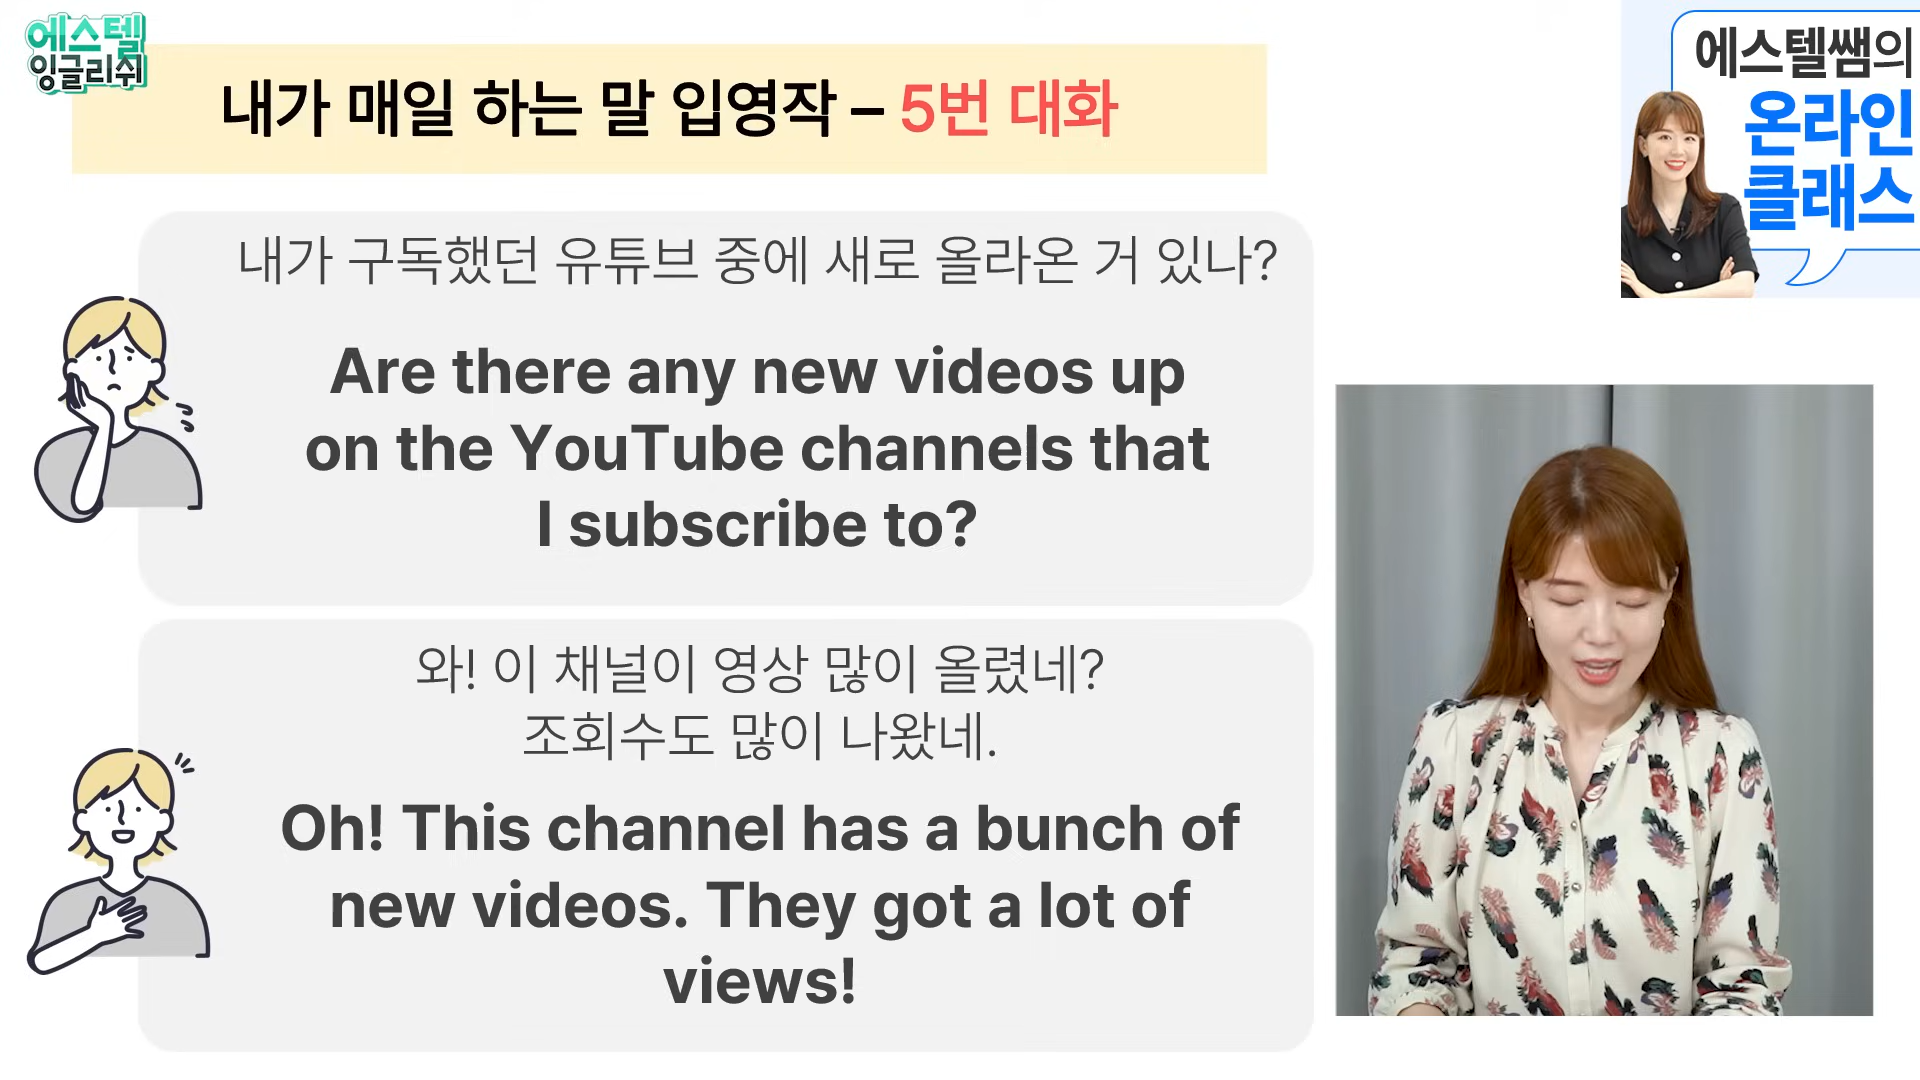 에스텔
잉글리쉬
내가 매일 하는 말 입영작 – 5번 대화
에스텔쌤의
온라인
클래스
내가 구독했던 유튜브 중에 새로 올라온 거 있나?
Are there any new videos up
on the YouTube channels that
I subscribe to?
와! 이 채널이 영상 많이 올렸네?
조회수도 많이 나왔네.
Oh! This channel has a bunch of
new videos. They got a lot of
views!